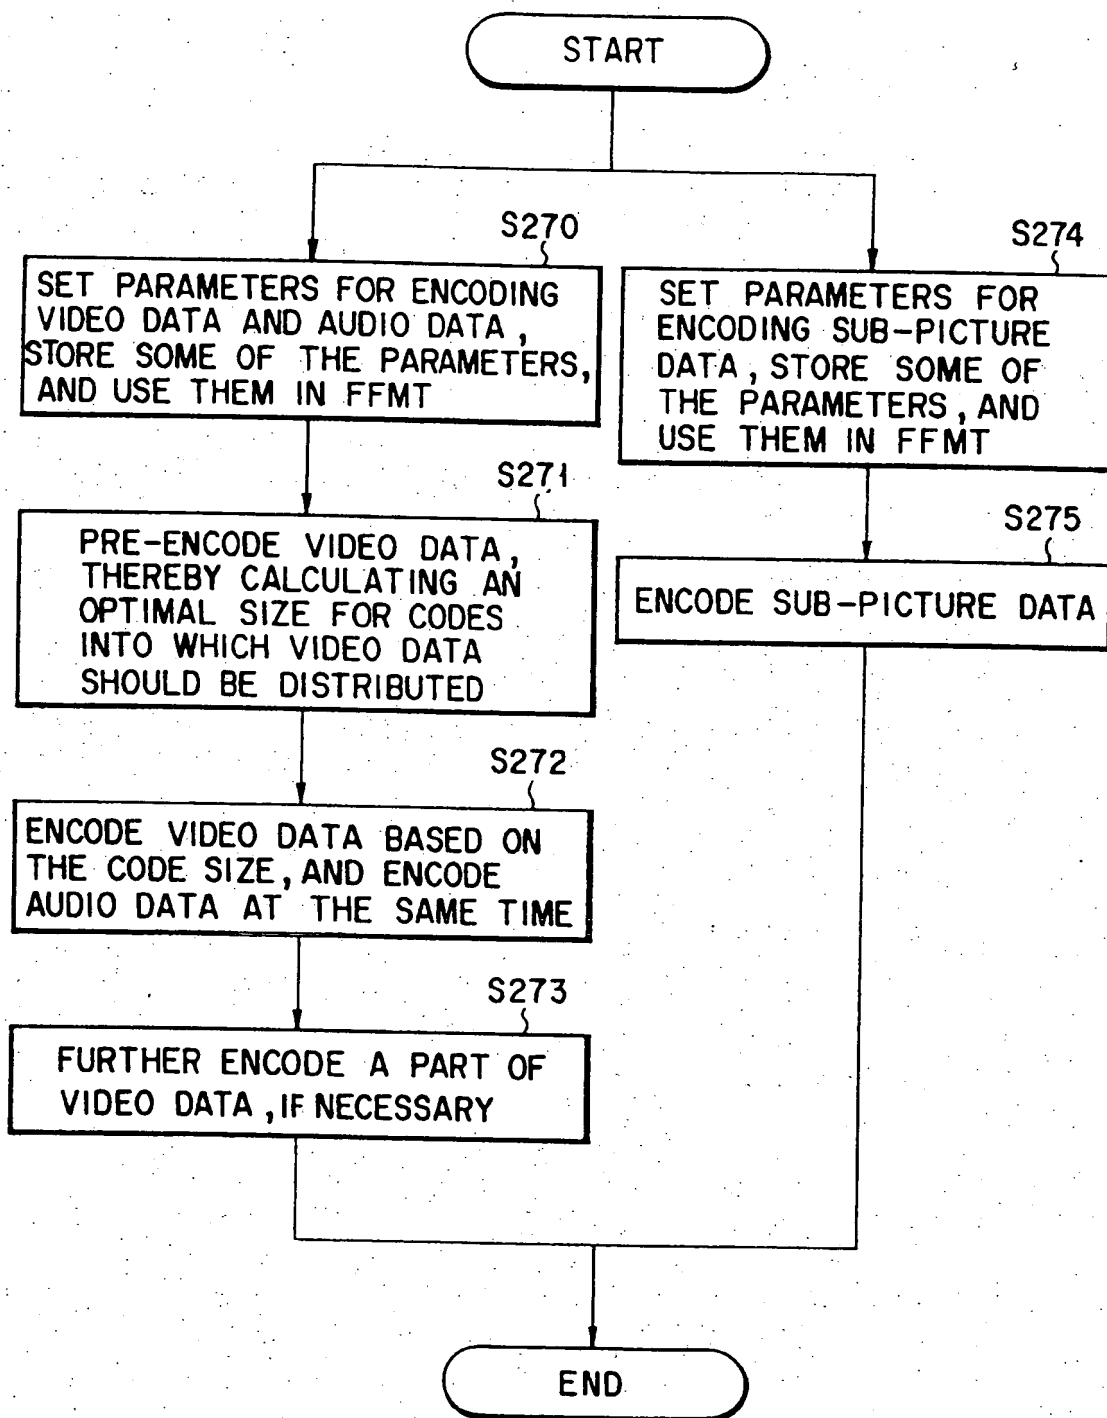 START
S270
SET PARAMETERS FOR ENCODING
VIDEO DATA AND AUDIO DATA,
STORE SOME OF THE PARAMETERS,
AND USE THEM IN FFMT
S271
PRE-ENCODE VIDEO DATA,
THEREBY CALCULATING AN
OPTIMAL SIZE FOR CODES
INTO WHICH VIDEO DATA
SHOULD BE DISTRIBUTED
S272
ENCODE VIDEO DATA BASED ON
THE CODE SIZE, AND ENCODE
AUDIO DATA AT THE SAME TIME
S273
FURTHER ENCODE A PART OF
VIDEO DATA, IF NECESSARY
S274
SET PARAMETERS FOR
ENCODING SUB-PICTURE
DATA, STORE SOME OF
THE PARAMETERS, AND
USE THEM IN FFMT
S275
ENCODE SUB-PICTURE DATA
END